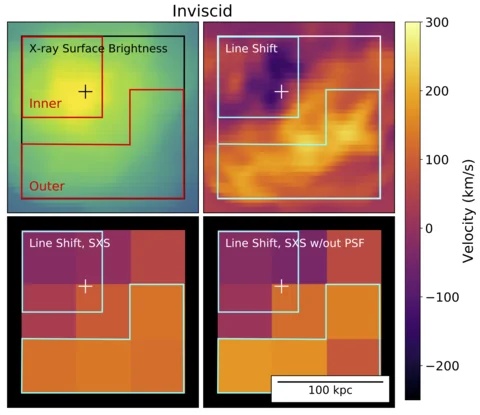 Inviscid
X-ray Surface Brightness
Inner
Outer
Line Shift
Line Shift, SXS
Line Shift, SXS w/out PSF
100 kpc
300
200
100
0
−100
−200
Velocity (km/s)